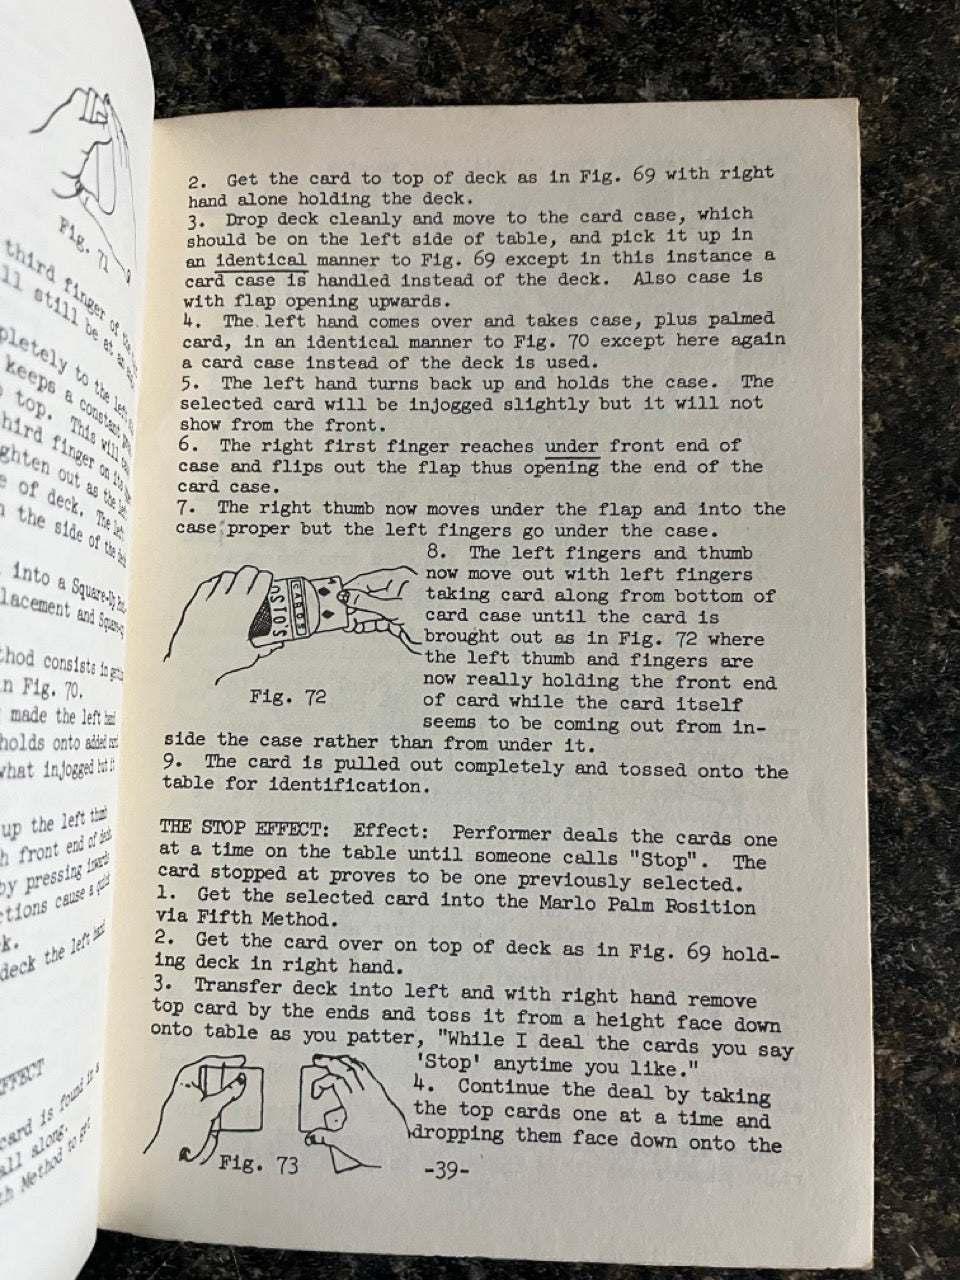 Fig. 71
third finger of the
ll still be at an
pletely to the left
keeps a constant
top. This will
hird finger on its
ghten out as the left
e of deck. The left
n the side of the deck
into a Square-Up
lacement and Square-
thod consists in
n Fig. 70.
made the left hand
holds onto added card
what injogged but it
up the left thumb
h front end of deck
by pressing inwards
ctions cause a
k.
deck the left hand
EFFECT
card is found in a
all along.
th Method to get
2. Get the card to top of deck as in Fig. 69 with right
hand alone holding the deck.
3. Drop deck cleanly and move to the card case, which
should be on the left side of table, and pick it up in
an identical manner to Fig. 69 except in this instance a
card case is handled instead of the deck. Also case is
with flap opening upwards.
4. The left hand comes over and takes case, plus palmed
card, in an identical manner to Fig. 70 except here again
a card case instead of the deck is used.
5. The left hand turns back up and holds the case. The
selected card will be injogged slightly but it will not
show from the front.
6. The right first finger reaches under front end of
case and flips out the flap thus opening the end of the
card case.
7. The right thumb now moves under the flap and into the
case proper but the left fingers go under the case.
8. The left fingers and thumb
now move out with left fingers
taking card along from bottom of
card case until the card is
brought out as in Fig. 72 where
the left thumb and fingers are
now really holding the front end
of card while the card itself
seems to be coming out from in-
side the case rather than from under it.
CARDS
Fig. 72
9. The card is pulled out completely and tossed onto the
table for identification.
THE STOP EFFECT: Effect: Performer deals the cards one
at a time on the table until someone calls "Stop". The
card stopped at proves to be one previously selected.
1. Get the selected card into the Marlo Palm Position
via Fifth Method.
2. Get the card over on top of deck as in Fig. 69 hold-
ing deck in right hand.
3. Transfer deck into left and with right hand remove
top card by the ends and toss it from a height face down
onto table as you patter, "While I deal the cards you say
'Stop' anytime you like."
4. Continue the deal by taking
the top cards one at a time and
dropping them face down onto the
Fig. 73
-39-